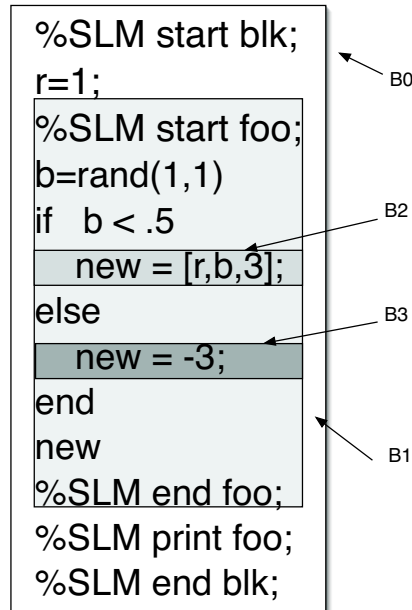 %SLM start blk;
r=1;
%SLM start foo;
b=rand(1,1)
if b < .5
new = [r,b,3];
else
new = -3;
end
new
%SLM end foo;
%SLM print foo;
%SLM end blk;
B0
B2
B3
B1